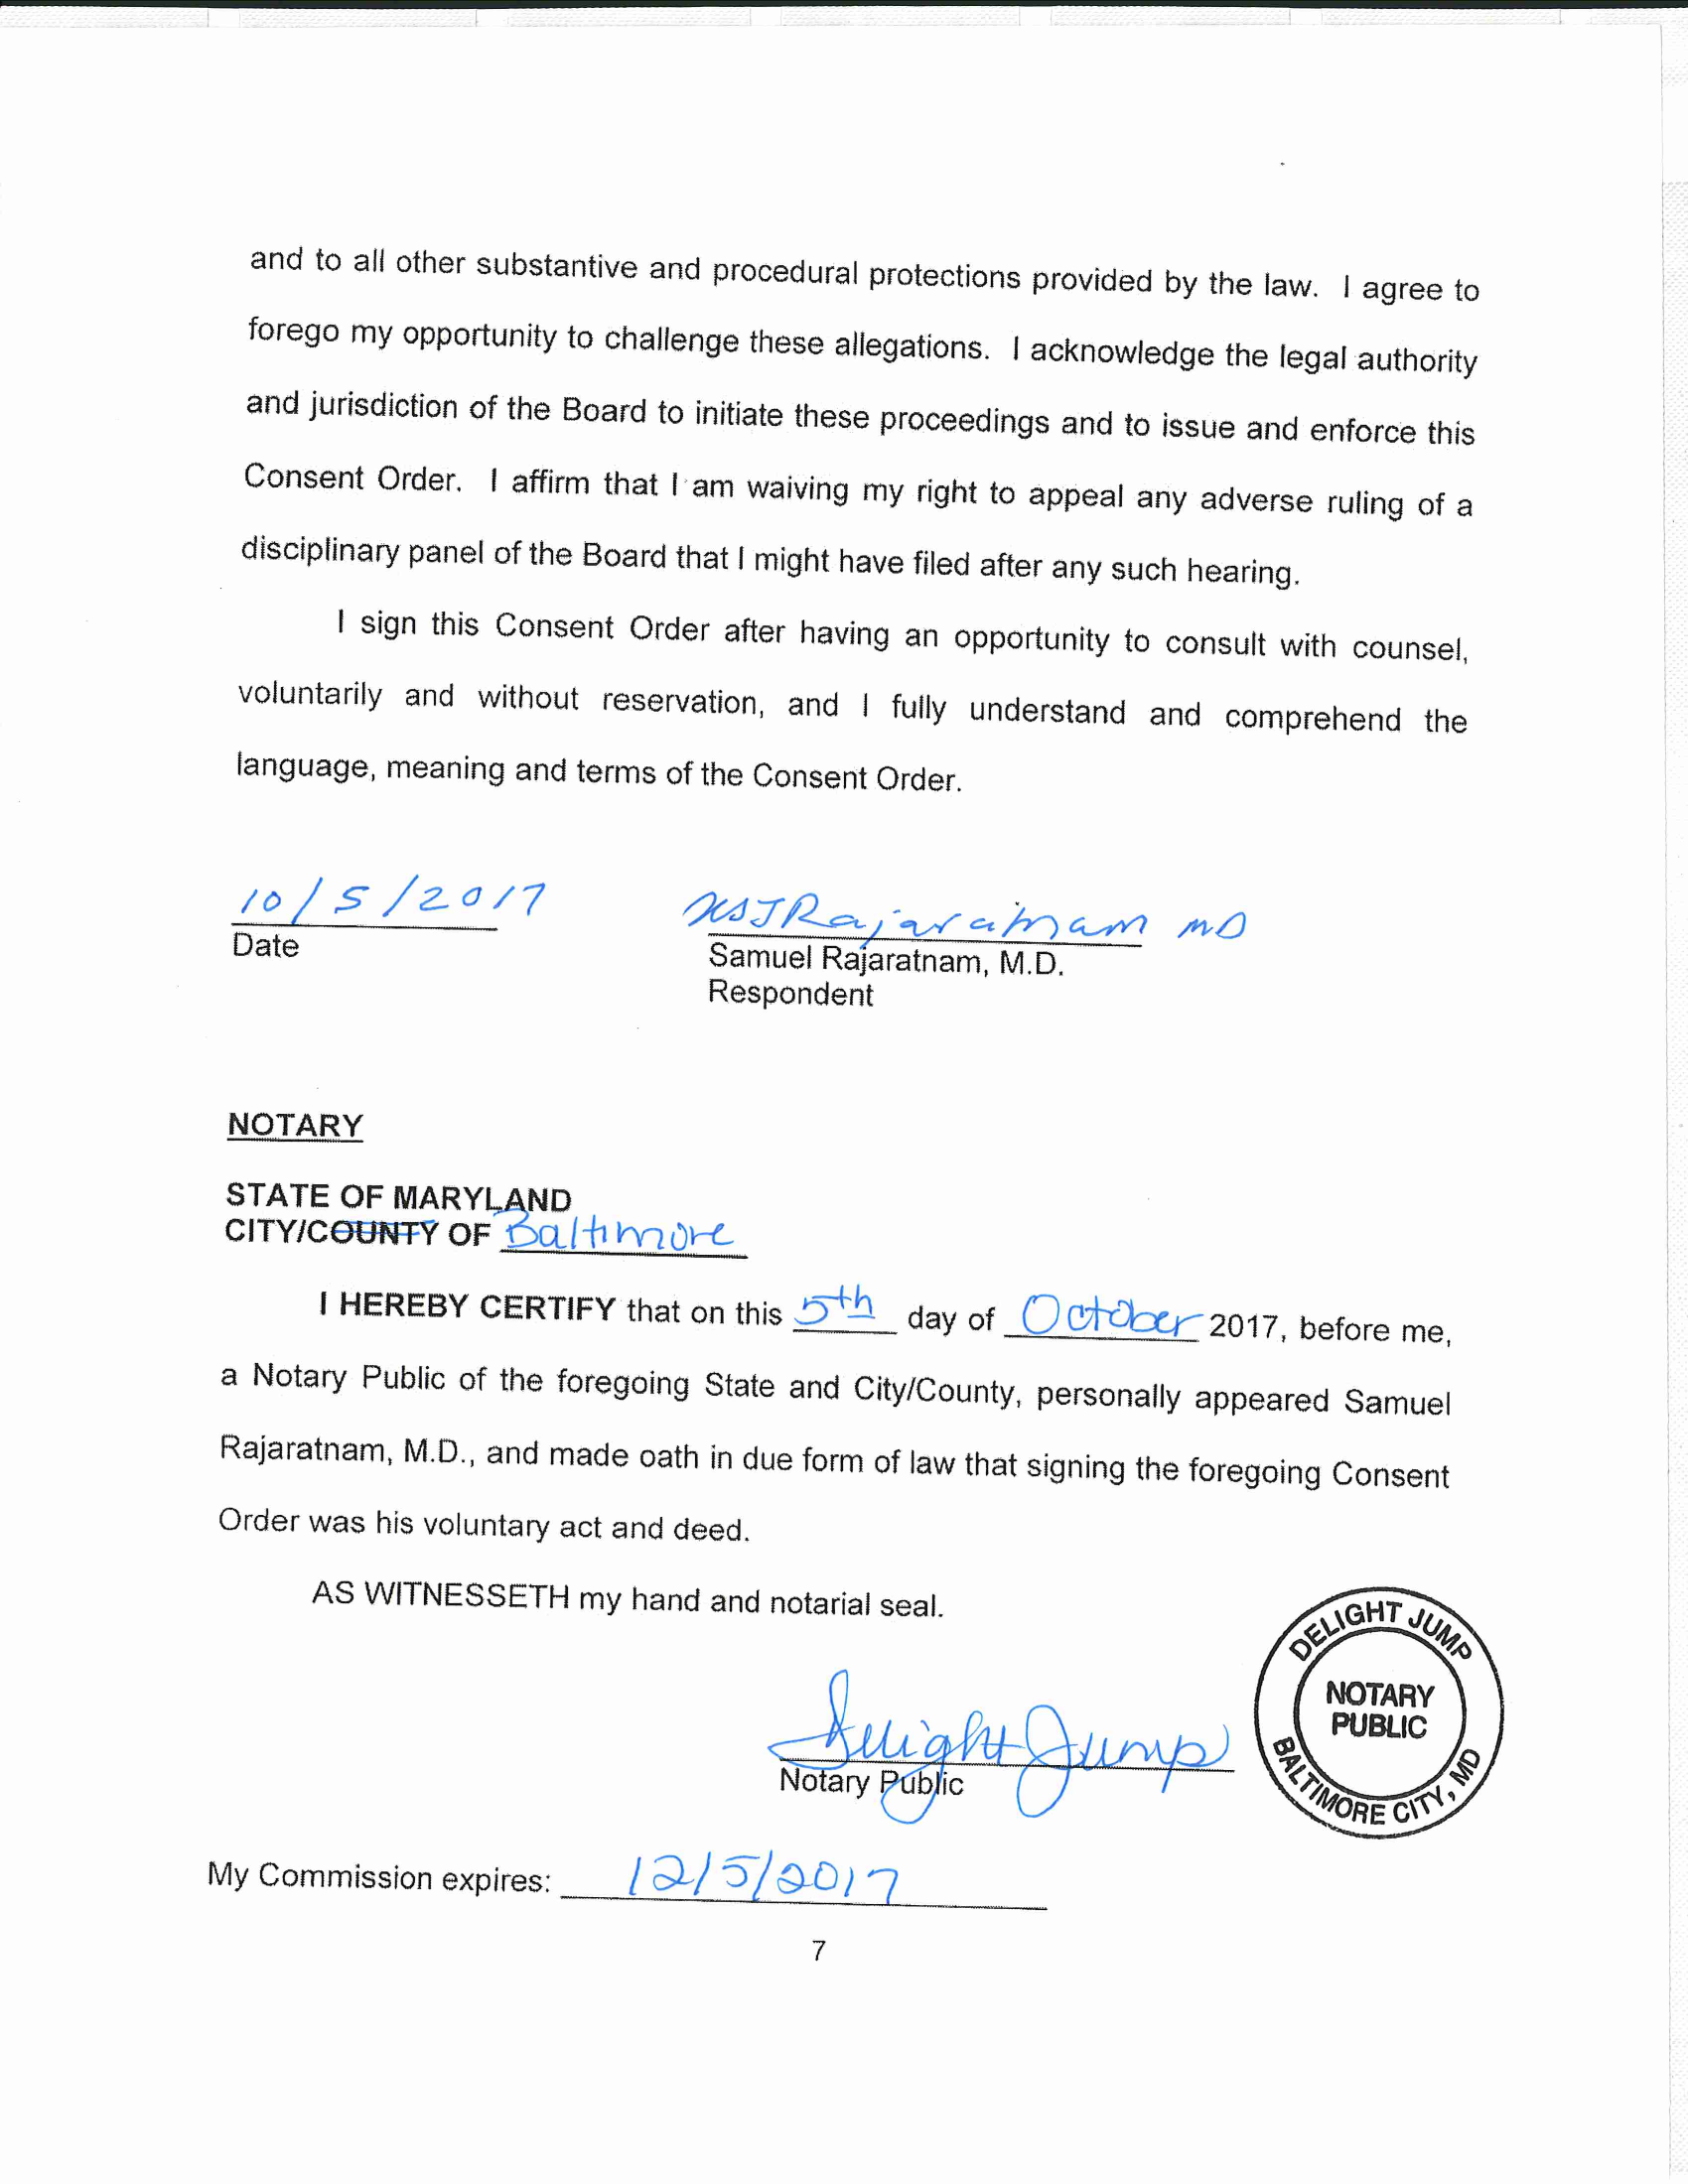 and to all other substantive and procedural protections provided by the law. I agree to
forego my opportunity to challenge these allegations. I acknowledge the legal authority
and jurisdiction of the Board to initiate these proceedings and to issue and enforce this
Consent Order. I affirm that I am waiving my right to appeal any adverse ruling of a
disciplinary panel of the Board that I might have filed after any such hearing.
I sign this Consent Order after having an opportunity to consult with counsel,
voluntarily and without reservation, and I fully understand and comprehend the
language, meaning and terms of the Consent Order.
10/5/2017
Rajaratnam MD
Date
Samuel Rajaratnam, M.D.
Respondent
NOTARY
STATE OF MARYLAND
CITY/COUNTY OF Baltimore
I HEREBY CERTIFY that on this 5th day of October 2017, before me,
a Notary Public of the foregoing State and City/County, personally appeared Samuel
Rajaratnam, M.D., and made oath in due form of law that signing the foregoing Consent
Order was his voluntary act and deed.
AS WITNESSETH my hand and notarial seal.
DELIGHT JUMP
NOTARY
PUBLIC
BALTIMORE CITY, MD
Delight Jump
Notary Public
My Commission expires: 12/5/2017
7